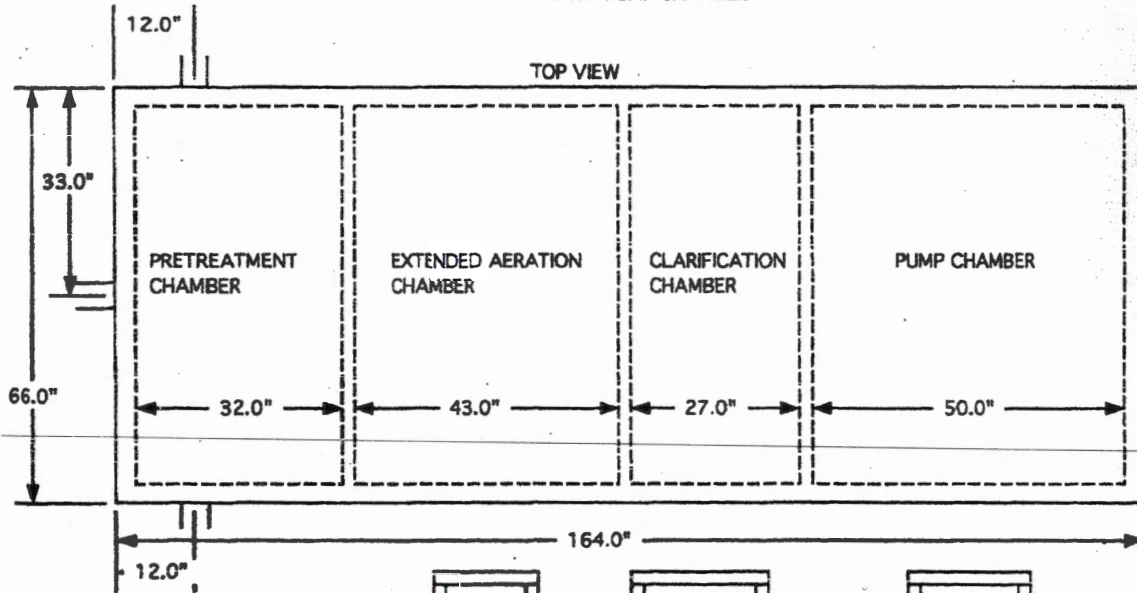 12.0"
TOP VIEW
33.0"
PRETREATMENT
CHAMBER
EXTENDED AERATION
CHAMBER
CLARIFICATION
CHAMBER
PUMP CHAMBER
66.0"
32.0"
43.0"
27.0"
50.0"
164.0"
12.0"